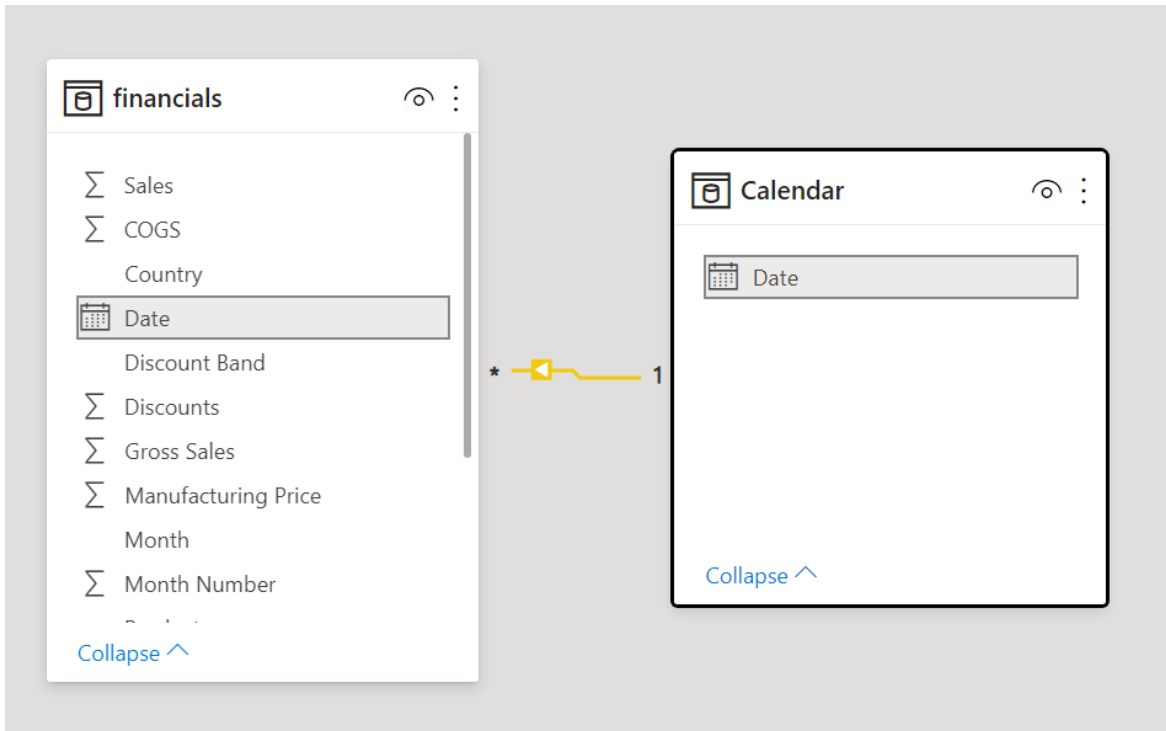 financials
Sales
COGS
Country
Date
Discount Band
Discounts
Gross Sales
Manufacturing Price
Month
Month Number
Collapse
* 1
Calendar
Date
Collapse